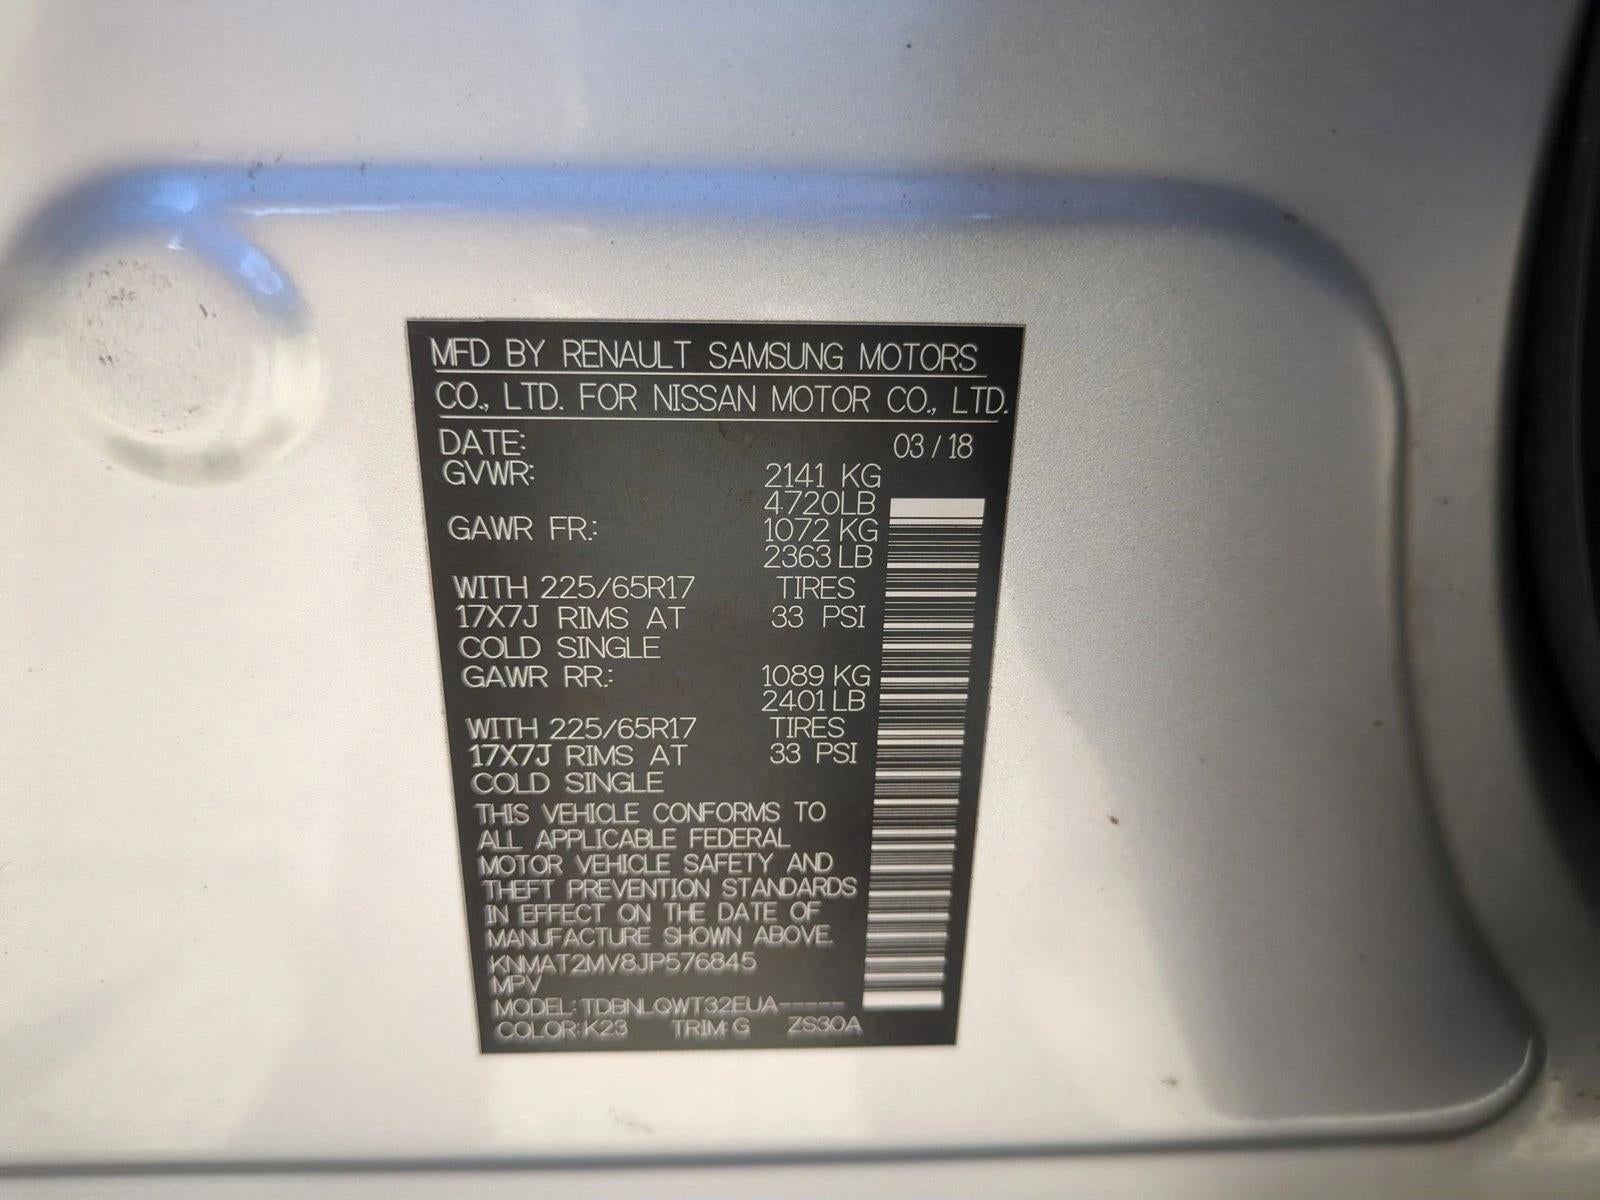 MFD BY RENAULT SAMSUNG MOTORS
CO., LTD. FOR NISSAN MOTOR CO., LTD.
DATE: 03 / 18
GVWR: 2141 KG
4720LB
GAWR FR.: 1072 KG
2363 LB
WITH 225/65R17 TIRES
17X7J RIMS AT 33 PSI
COLD SINGLE
GAWR RR.: 1089 KG
2401 LB
WITH 225/65R17 TIRES
17X7J RIMS AT 33 PSI
COLD SINGLE
THIS VEHICLE CONFORMS TO
ALL APPLICABLE FEDERAL
MOTOR VEHICLE SAFETY AND
THEFT PREVENTION STANDARDS
IN EFFECT ON THE DATE OF
MANUFACTURE SHOWN ABOVE.
KNMAT2MV8JP576845
MPV
MODEL: TDBNLQWT32EUA-----
COLOR: K23 TRIM: G ZS30A